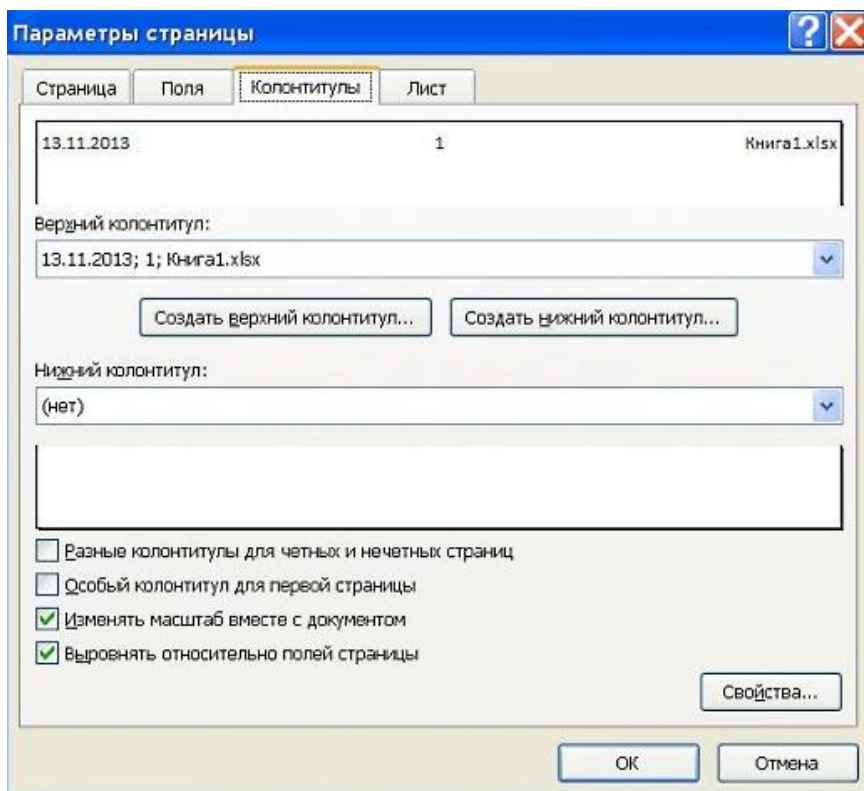 Параметры страницы ?
Страница Поля Колонтитулы Лист
13.11.2013 1 Книга1.xlsx
Верхний колонтитул:
13.11.2013; 1; Книга1.xlsx
Создать верхний колонтитул... Создать нижний колонтитул...
Нижний колонтитул:
(нет)
Разные колонтитулы для четных и нечетных страниц
Особый колонтитул для первой страницы
Изменять масштаб вместе с документом
Выровнять относительно полей страницы
Свойства...
ОК Отмена